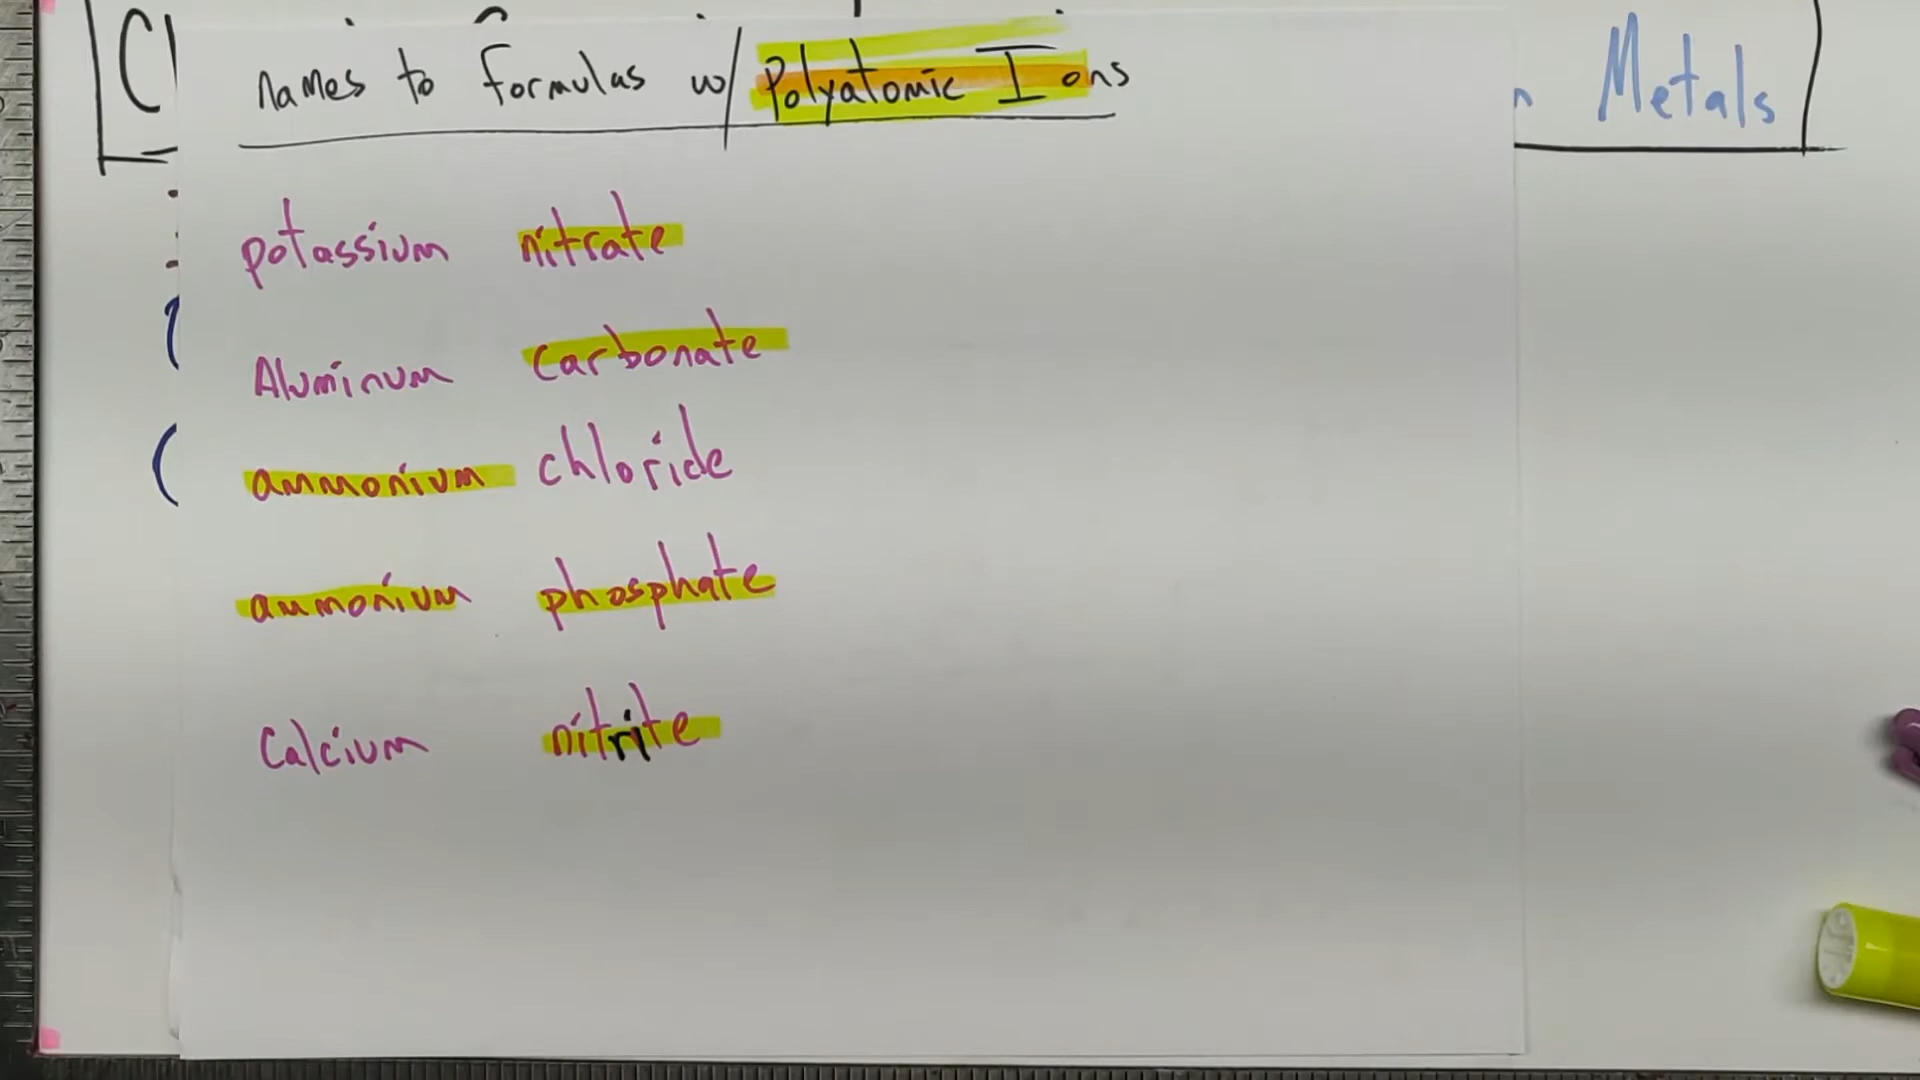 names to formulas w/ Polyatomic Ions
Metals
potassium nitrate
Aluminum carbonate
ammonium chloride
ammonium phosphate
Calcium nitrite